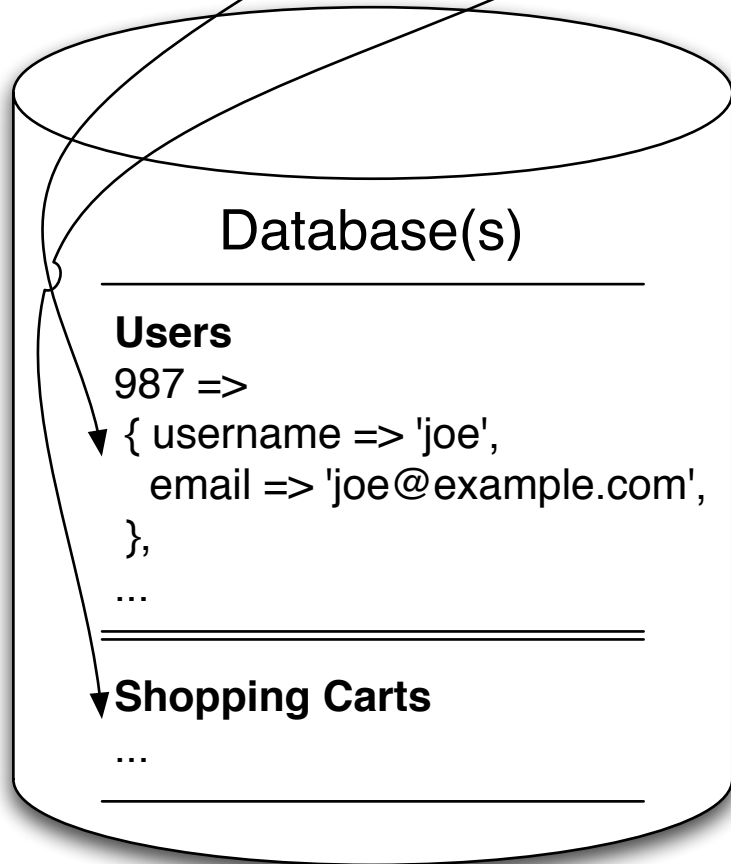 Database(s)
Users
987 =>
{ username => 'joe',
email => 'joe@example.com',
},
...
Shopping Carts
...